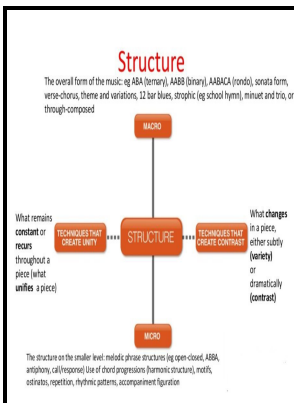 Structure
The overall form of the music: eg ABA (ternary), AABB (binary), AABACA (rondo), sonata form,
verse-chorus, theme and variations, 12 bar blues, strophic (eg school hymn), minuet and trio, or
through-composed
MACRO
What remains
constant or
recurs
throughout a
piece (what
unifies a piece)
TECHNIQUES THAT
CREATE UNITY
STRUCTURE
TECHNIQUES THAT
CREATE CONTRAST
What changes
in a piece,
either subtly
(variety)
or
dramatically
(contrast)
MICRO
The structure on the smaller level: melodic phrase structures (eg open-closed, ABBA,
antiphony, call/response) Use of chord progressions (harmonic structure), motifs,
ostinatos, repetition, rhythmic patterns, accompaniment figuration